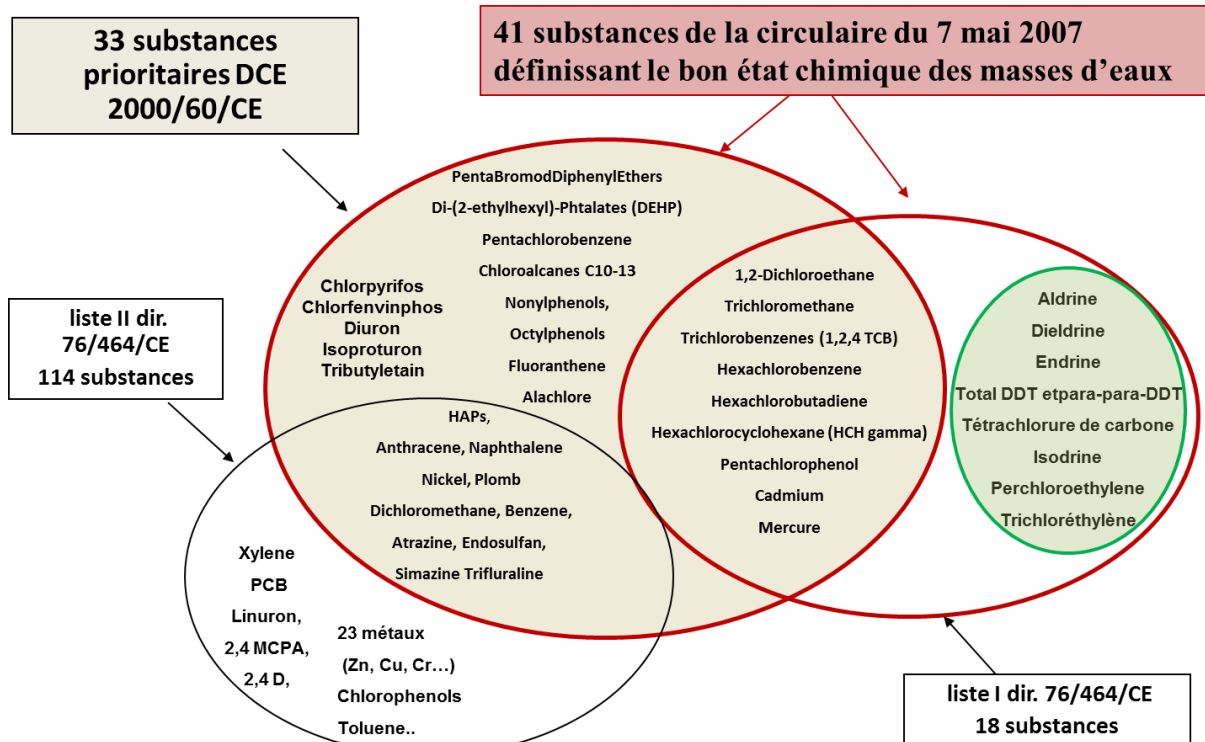 33 substances
prioritaires DCE
2000/60/CE
41 substances de la circulaire du 7 mai 2007
définissant le bon état chimique des masses d’eaux
liste II dir.
76/464/CE
114 substances
PentaBromodDiphenylEthers
Di-(2-ethylhexyl)-Phtalates (DEHP)
Pentachlorobenzene
Chloroalcanes C10-13
Nonylphenols,
Octylphenols
Fluoranthene
Alachlore
Chlorpyrifos
Chlorfenvinphos
Diuron
Isoproturon
Tributyletain
HAPs,
Anthracene, Naphthalene
Nickel, Plomb
Dichloromethane, Benzene,
Atrazine, Endosulfan,
Simazine Trifluraline
1,2-Dichloroethane
Trichloromethane
Trichlorobenzenes (1,2,4 TCB)
Hexachlorobenzene
Hexachlorobutadiene
Hexachlorocyclohexane (HCH gamma)
Pentachlorophenol
Cadmium
Mercure
Aldrine
Dieldrine
Endrine
Total DDT etpara-para-DDT
Tétrachlorure de carbone
Isodrine
Perchloroethylene
Trichloréthylène
Xylene
PCB
Linuron,
2,4 MCPA,
2,4 D,
23 métaux
(Zn, Cu, Cr…)
Chlorophenols
Toluene..
liste I dir. 76/464/CE
18 substances